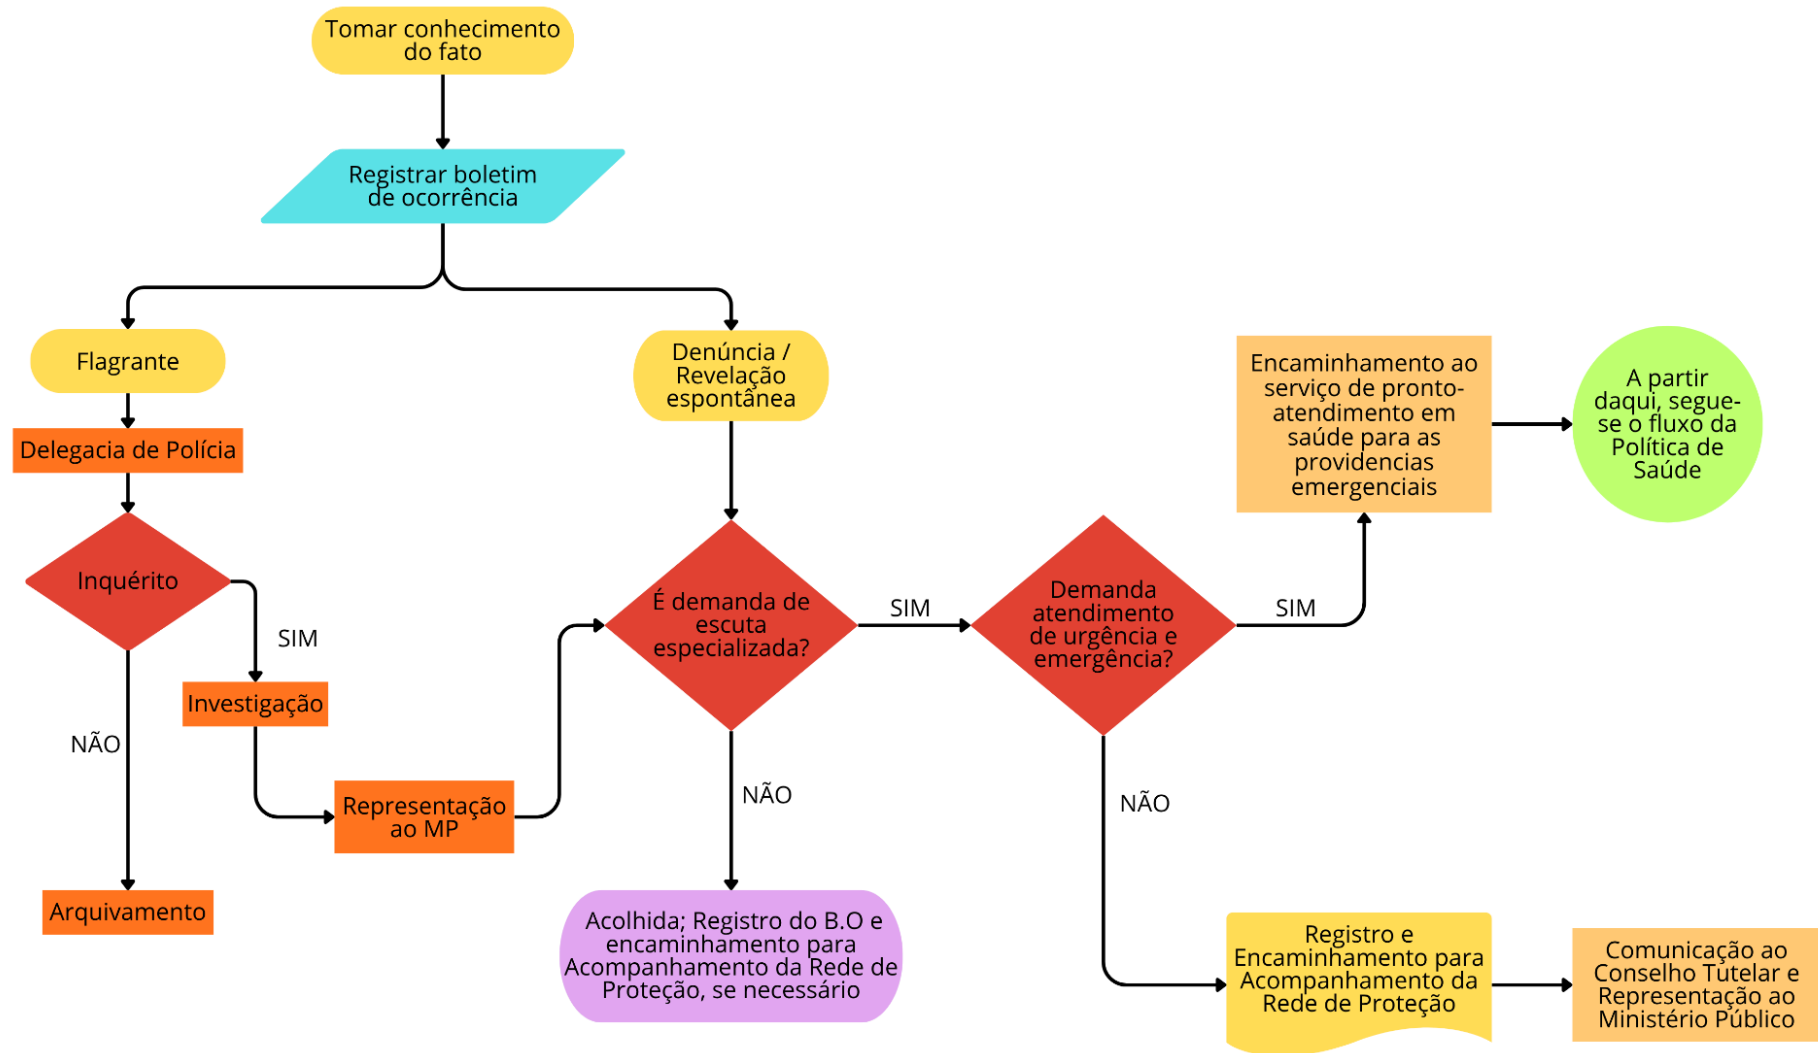 Tomar conhecimento
do fato
Registrar boletim
de ocorrência
Flagrante
Delegacia de Polícia
Inquérito
SIM
NÃO
Investigação
Representação
ao MP
Arquivamento
Denúncia /
Revelação
espontânea
É demanda de
escuta
especializada?
SIM
NÃO
Acolhida; Registro do B.O e
encaminhamento para
Acompanhamento da Rede de
Proteção, se necessário
Demanda
atendimento
de urgência e
emergência?
SIM
NÃO
Encaminhamento ao
serviço de pronto-
atendimento em
saúde para as
providencias
emergenciais
A partir
daqui, segue-
se o fluxo da
Política de
Saúde
Registro e
Encaminhamento para
Acompanhamento da
Rede de Proteção
Comunicação ao
Conselho Tutelar e
Representação ao
Ministério Público